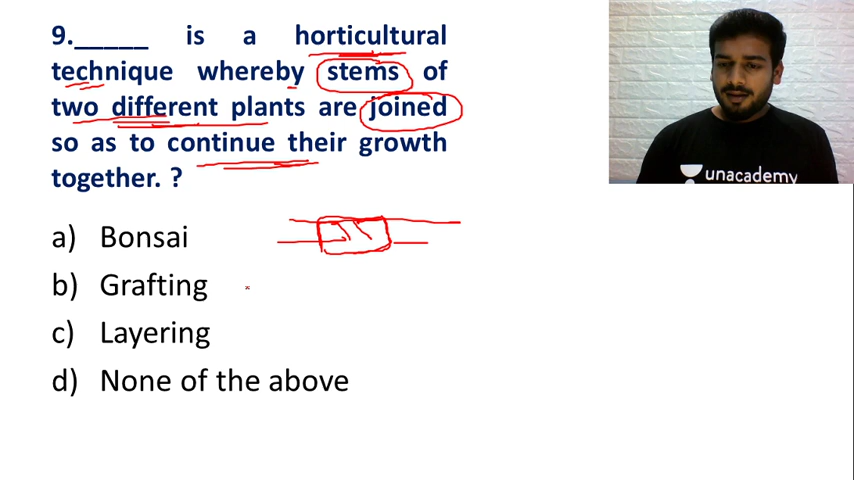 9._____ is a horticultural
technique whereby stems of
two different plants are joined
so as to continue their growth
together. ?
a) Bonsai
b) Grafting
c) Layering
d) None of the above
unacademy